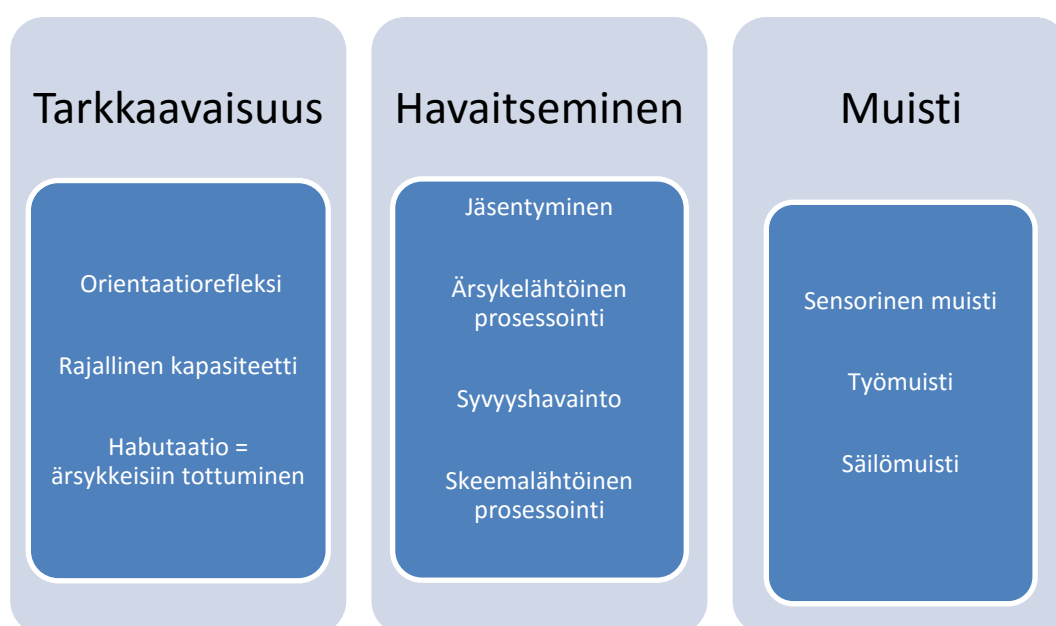 Tarkkaavaisuus
Orientaatiorefleksi
Rajallinen kapasiteetti
Habutaatio =
ärsykkeisiin tottuminen
Havaitseminen
Jäsentyminen
Ärsykelähtöinen
prosessointi
Syvyyshavainto
Skeemalähtöinen
prosessointi
Muisti
Sensorinen muisti
Työmuisti
Säilömuisti